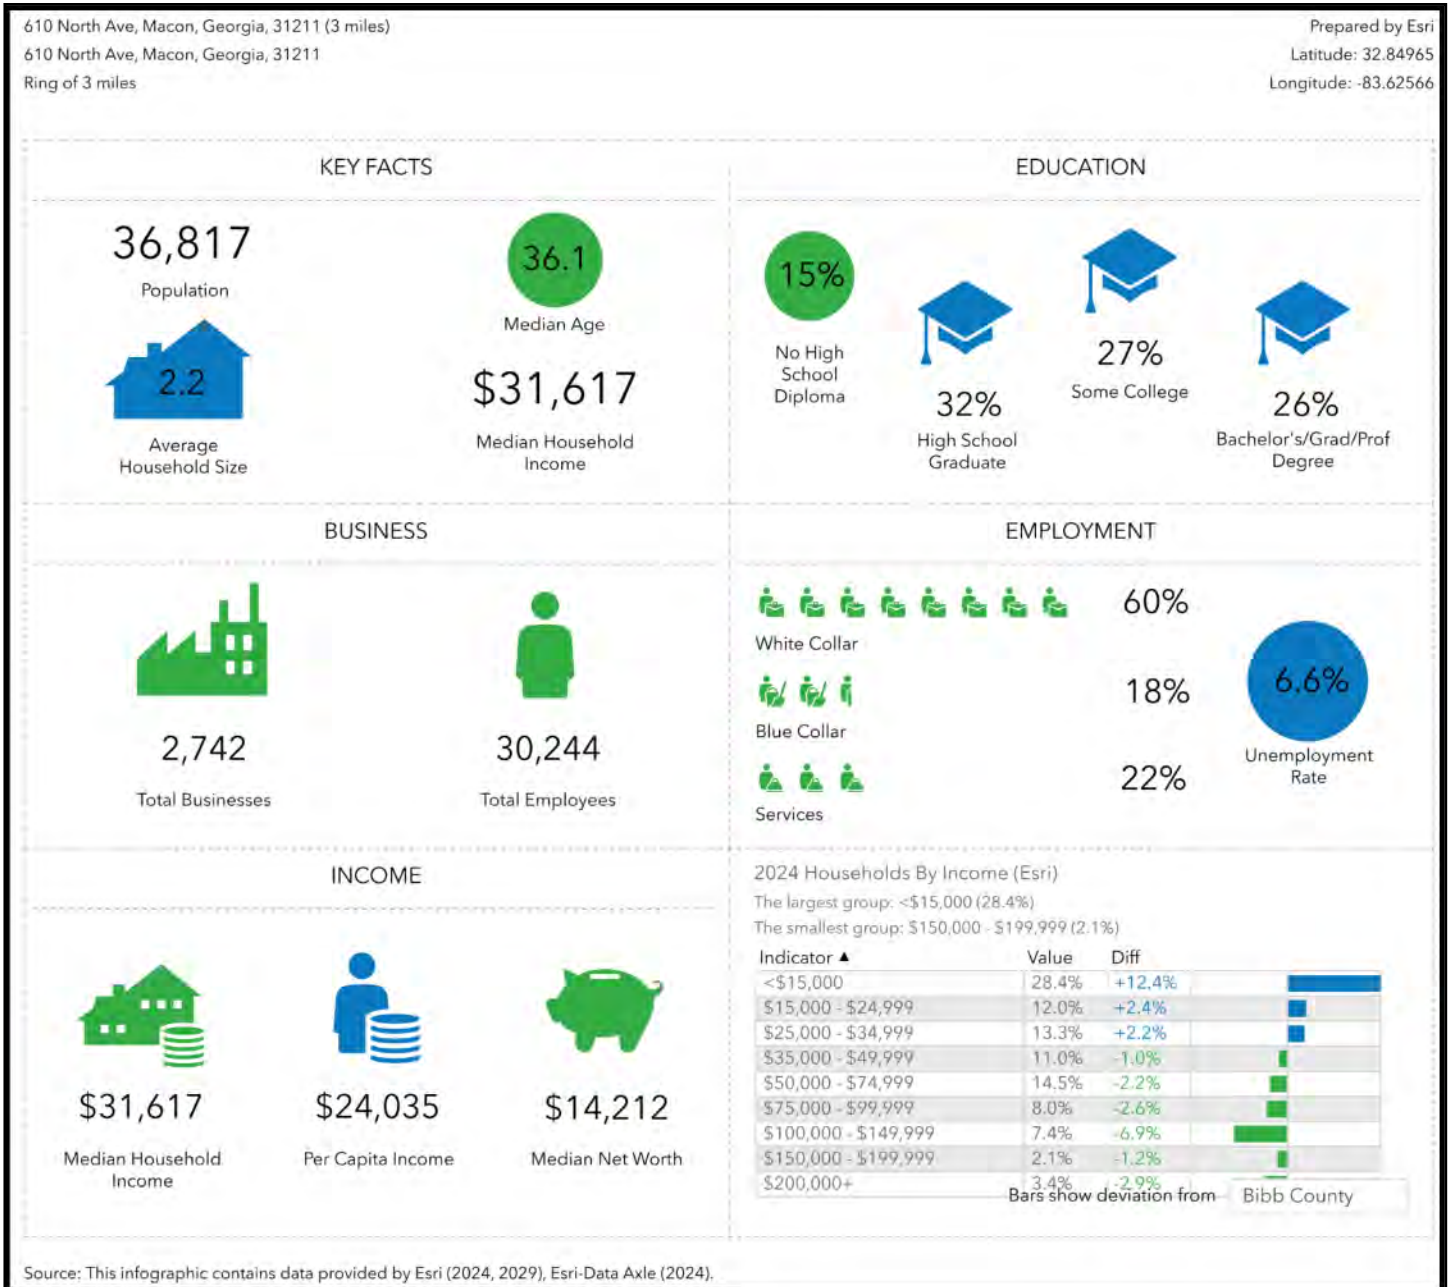 610 North Ave, Macon, Georgia, 31211 (3 miles)
610 North Ave, Macon, Georgia, 31211
Ring of 3 miles
Prepared by Esri
Latitude: 32.84965
Longitude: -83.62566
KEY FACTS
36,817
Population
36.1
Median Age
2.2
Average
Household Size
$31,617
Median Household
Income
EDUCATION
15%
No High
School
Diploma
32%
High School
Graduate
27%
Some College
26%
Bachelor's/Grad/Prof
Degree
BUSINESS
2,742
Total Businesses
30,244
Total Employees
EMPLOYMENT
60%
White Collar
18%
Blue Collar
22%
Services
6.6%
Unemployment
Rate
INCOME
$31,617
Median Household
Income
$24,035
Per Capita Income
$14,212
Median Net Worth
2024 Households By Income (Esri)
The largest group: <$15,000 (28.4%)
The smallest group: $150,000 - $199,999 (2.1%)
Indicator ▲ Value Diff
<$15,000 28.4% +12.4%
$15,000 - $24,999 12.0% +2.4%
$25,000 - $34,999 13.3% +2.2%
$35,000 - $49,999 11.0% -1.0%
$50,000 - $74,999 14.5% -2.2%
$75,000 - $99,999 8.0% -2.6%
$100,000 - $149,999 7.4% -6.9%
$150,000 - $199,999 2.1% -1.2%
$200,000+ 3.4% -2.9%
Bars show deviation from Bibb County
Source: This infographic contains data provided by Esri (2024, 2029), Esri-Data Axle (2024).